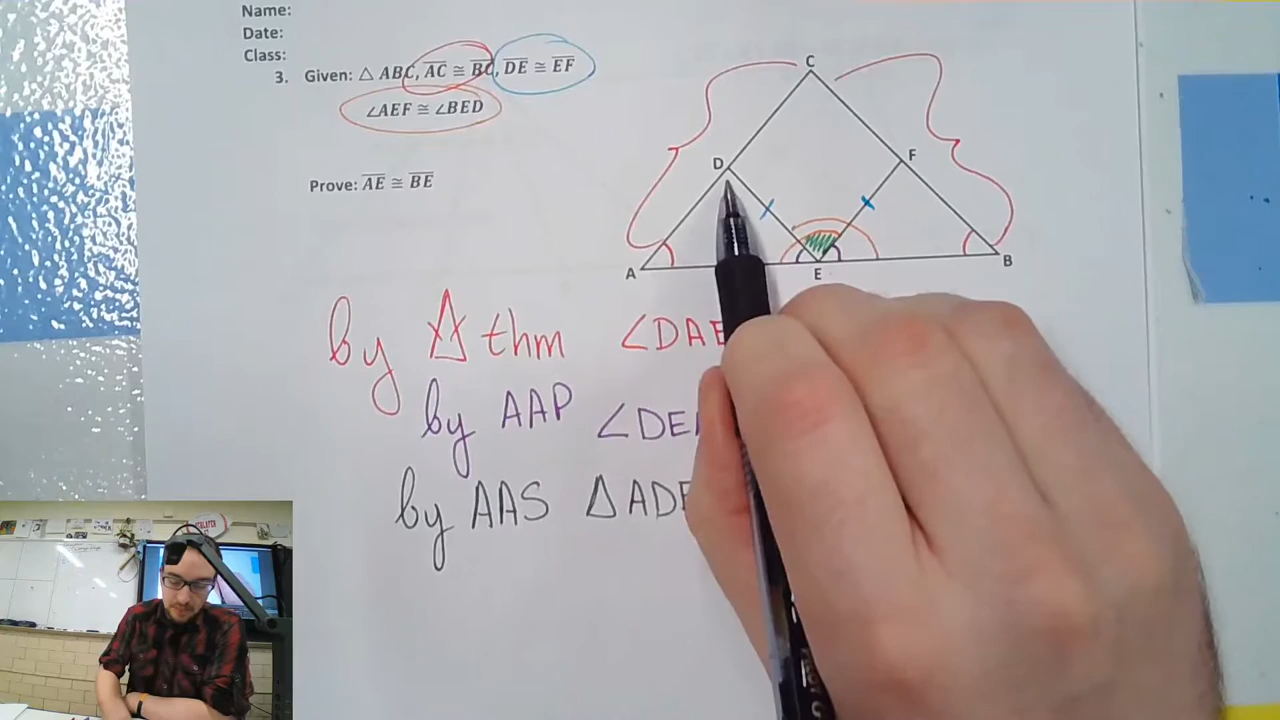 Name:
Date:
Class:
3. Given: △ ABC, AC ≅ BC, DE ≅ EF
∠AEF ≅ ∠BED
Prove: AE ≅ BE
C
D
F
A
E
B
by △ thm ∠DAE
by AAP ∠DE
by AAS △ADE